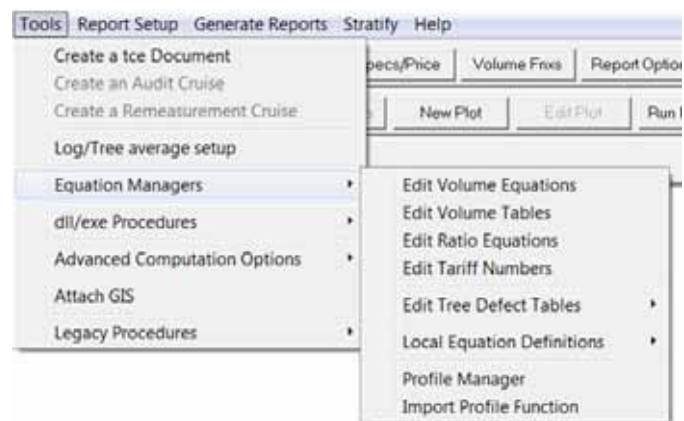 Tools Report Setup Generate Reports Stratify Help
Create a tce Document
Create an Audit Cruise
Create a Remeasurement Cruise
Log/Tree average setup
Equation Managers
dll/exe Procedures
Advanced Computation Options
Attach GIS
Legacy Procedures
pecs/Price Volume Fnxs Report Option
New Plot Edit Plot Run
Edit Volume Equations
Edit Volume Tables
Edit Ratio Equations
Edit Tariff Numbers
Edit Tree Defect Tables
Local Equation Definitions
Profile Manager
Import Profile Function